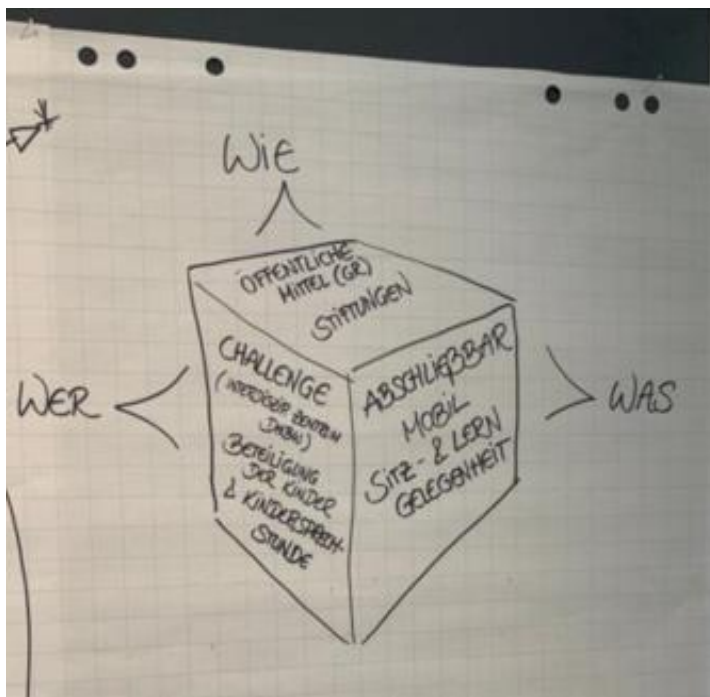 WIE
ÖFFENTLICHE
MITTEL (GR)
STIFTUNGEN
WER
CHALLENGE
BETEILIGUNG
DER KINDER
& KINDERSPRECH-
STUNDE
ABSCHLIEßBAR
MOBIL
SITZ- & LERN
GELEGENHEIT
WAS